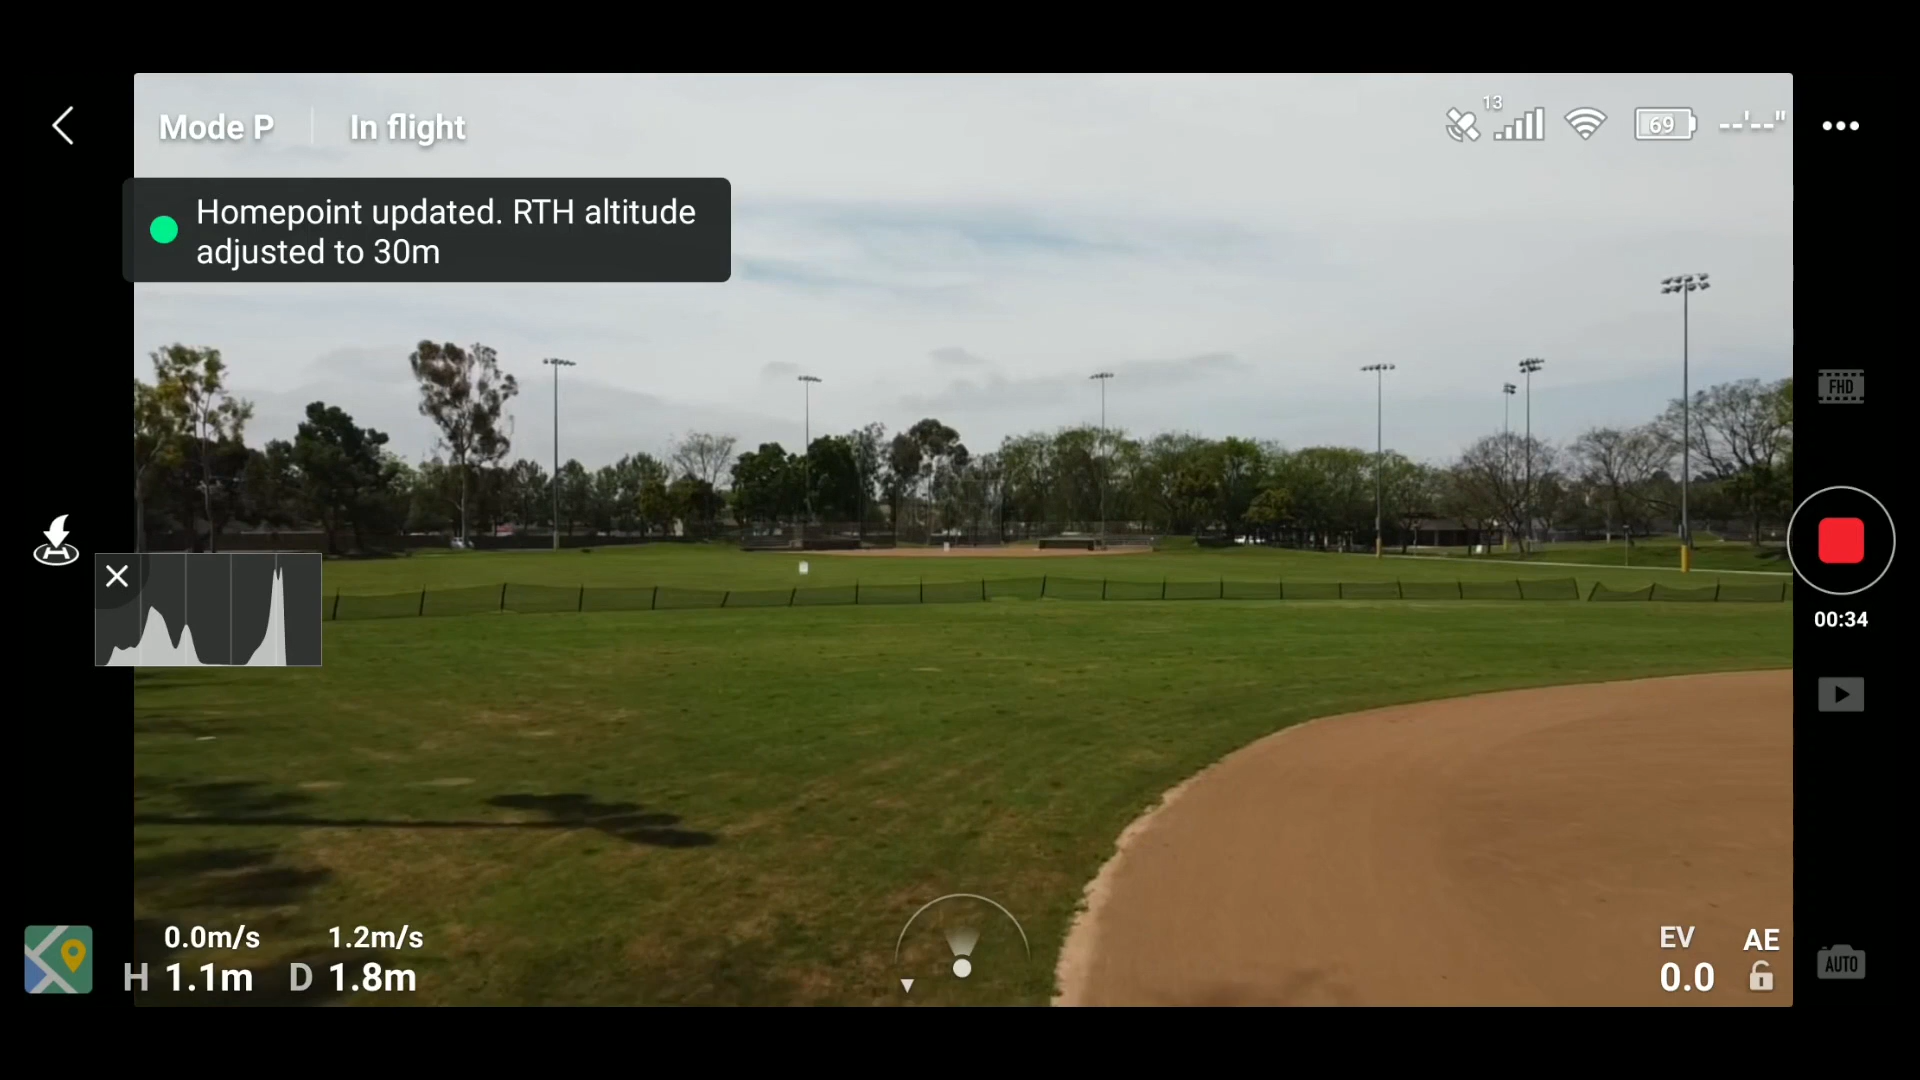 Mode P
In flight
13
69
--'--"
Homepoint updated. RTH altitude
adjusted to 30m
FHD
00:34
0.0m/s
1.2m/s
H 1.1m
D 1.8m
EV
0.0
AE
AUTO